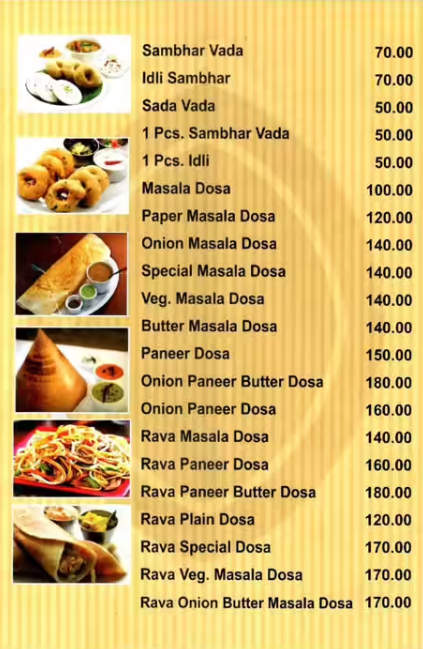 Sambhar Vada 70.00
Idli Sambhar 70.00
Sada Vada 50.00
1 Pcs. Sambhar Vada 50.00
1 Pcs. Idli 50.00
Masala Dosa 100.00
Paper Masala Dosa 120.00
Onion Masala Dosa 140.00
Special Masala Dosa 140.00
Veg. Masala Dosa 140.00
Butter Masala Dosa 140.00
Paneer Dosa 150.00
Onion Paneer Butter Dosa 180.00
Onion Paneer Dosa 160.00
Rava Masala Dosa 140.00
Rava Paneer Dosa 160.00
Rava Paneer Butter Dosa 180.00
Rava Plain Dosa 120.00
Rava Special Dosa 170.00
Rava Veg. Masala Dosa 170.00
Rava Onion Butter Masala Dosa 170.00